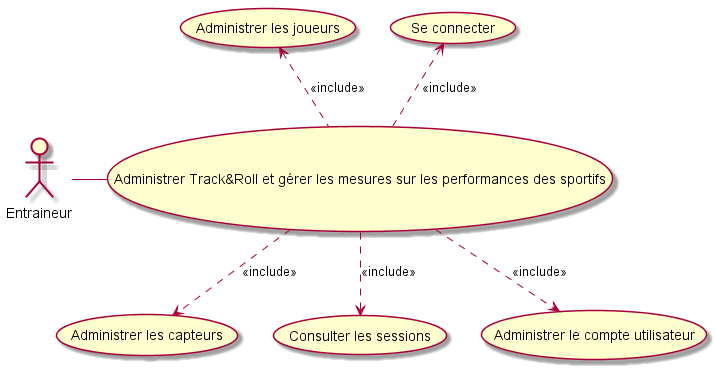 Administrer les joueurs
Se connecter
«include»
«include»
Administrer Track&Roll et gérer les mesures sur les performances des sportifs
Entraineur
«include»
«include»
«include»
Administrer les capteurs
Consulter les sessions
Administrer le compte utilisateur